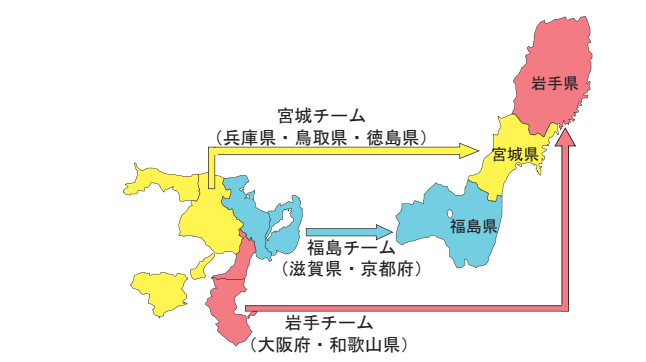 岩手県
宮城チーム
（兵庫県・鳥取県・徳島県）
宮城県
福島県
福島チーム
（滋賀県・京都府）
岩手チーム
（大阪府・和歌山県）